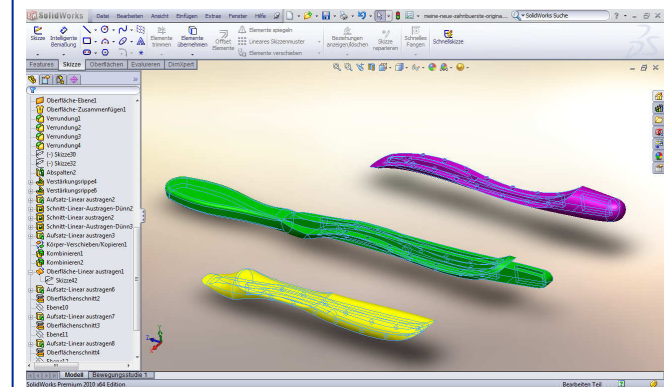 SolidWorks Datei Bearbeiten Ansicht Einfügen Extras Fenster Hilfe meine-neue-zahnbuerste-origina... SolidWorks Suche
Skizze
Intelligente Bemaßung
Elemente trimmen
Elemente übernehmen
Offset Elemente
Elemente spiegeln
Lineares Skizzenmuster
Elemente verschieben
Beziehungen anzeigen/löschen
Skizze reparieren
Schnelles Fangen
Schnellskizze
Features Skizze Oberflächen Evaluieren DimXpert
Oberfläche-Ebene1
Oberfläche-Zusammenfügen1
Verrundung1
Verrundung2
Verrundung3
Verrundung4
(-) Skizze30
(-) Skizze32
Abspalten2
Verstärkungsrippe4
Verstärkungsrippe6
Aufsatz-Linear austragen2
Schnitt-Linear-Austragen-Dünn2
Schnitt-Linear austragen2
Schnitt-Linear-Austragen-Dünn3
Aufsatz-Linear austragen3
Körper-Verschieben/Kopieren1
Kombinieren1
Kombinieren2
Oberfläche-Linear austragen1
Skizze42
Aufsatz-Linear austragen6
Oberflächenschnitt2
Ebene10
Aufsatz-Linear austragen7
Oberflächenschnitt3
Ebene11
Aufsatz-Linear austragen8
Oberflächenschnitt4
Modell Bewegungsstudie 1
SolidWorks Premium 2010 x64 Edition Bearbeiten Teil